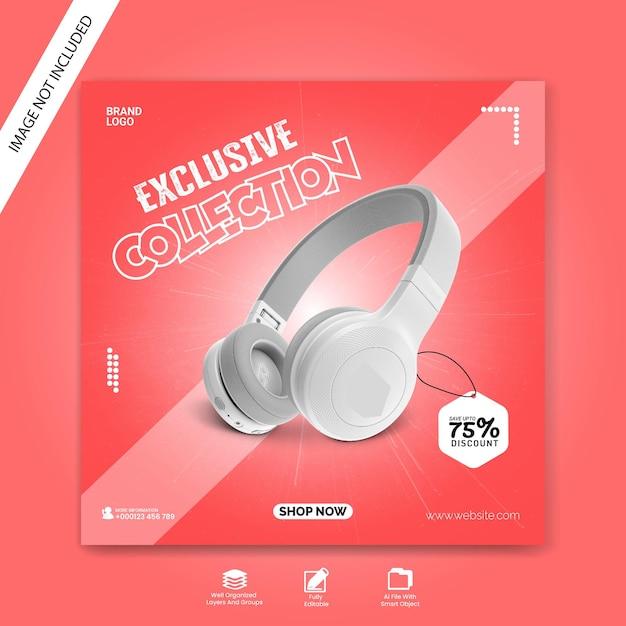 IMAGE NOT INCLUDED
BRAND
LOGO
EXCLUSIVE
COLLECTION
SAVE UPTO
75%
DISCOUNT
MORE INFORMATION
+000123 456 789
SHOP NOW
www.website.com
Well Organized
Layers And Groups
Fully
Editable
Ai File With
Smart Object